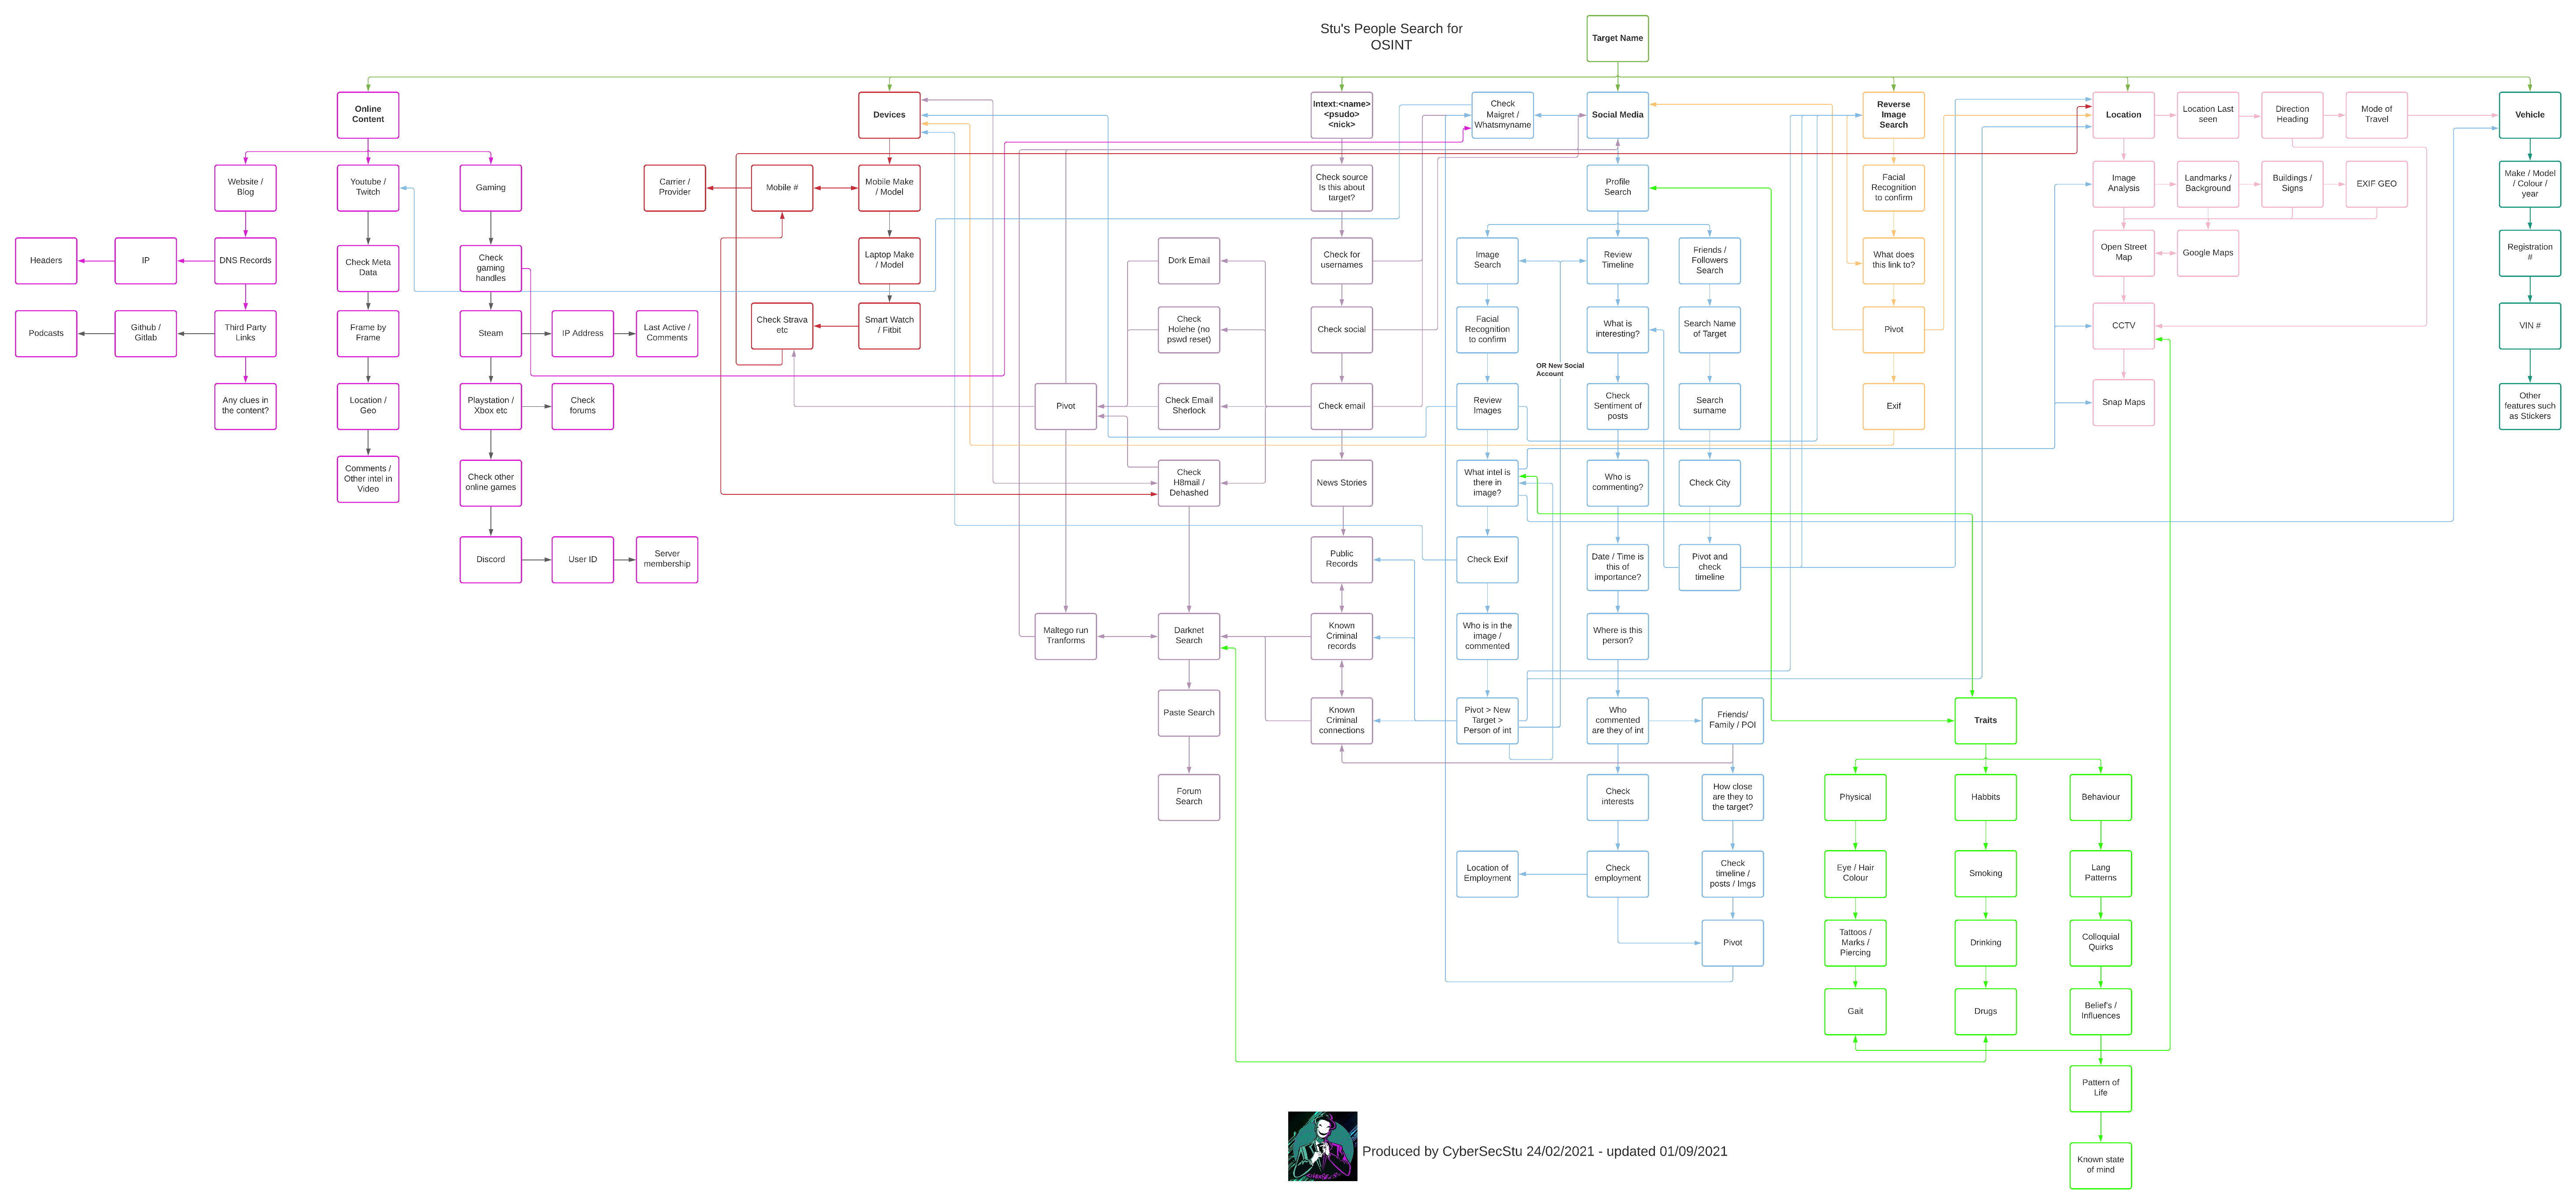 Stu's People Search for
OSINT
Target Name
Online
Content
Devices
Intext:<name>
<psudo>
<nick>
Check
Maigret /
Whatsmyname
Social Media
Reverse
Image
Search
Location
Location Last
seen
Direction
Heading
Mode of
Travel
Vehicle
Website /
Blog
Youtube /
Twitch
Gaming
Carrier /
Provider
Mobile #
Mobile Make
/ Model
Check source
Is this about
target?
Profile
Search
Facial
Recognition
to confirm
Image
Analysis
Landmarks /
Background
Buildings /
Signs
EXIF GEO
Make / Model
/ Colour /
year
Headers
IP
DNS Records
Check Meta
Data
Check
gaming
handles
Laptop Make
/ Model
Dork Email
Check for
usernames
Image
Search
Review
Timeline
Friends /
Followers
Search
What does
this link to?
Open Street
Map
Google Maps
Registration
#
Podcasts
Github /
Gitlab
Third Party
Links
Frame by
Frame
Steam
IP Address
Last Active /
Comments
Check Strava
etc
Smart Watch
/ Fitbit
Check
Holehe (no
pswd reset)
Check social
Facial
Recognition
to confirm
What is
interesting?
Search Name
of Target
Pivot
CCTV
VIN #
OR New Social
Account
Any clues in
the content?
Location /
Geo
Playstation /
Xbox etc
Check
forums
Pivot
Check Email
Sherlock
Check email
Review
Images
Check
Sentiment of
posts
Search
surname
Exif
Snap Maps
Other
features such
as Stickers
Comments /
Other intel in
Video
Check other
online games
Check
H8mail /
Dehashed
News Stories
What intel is
there in
image?
Who is
commenting?
Check City
Discord
User ID
Server
membership
Public
Records
Check Exif
Date / Time is
this of
importance?
Pivot and
check
timeline
Maltego run
Tranforms
Darknet
Search
Known
Criminal
records
Who is in the
image /
commented
Where is this
person?
Paste Search
Known
Criminal
connections
Pivot > New
Target >
Person of int
Who
commented
are they of int
Friends/
Family / POI
Traits
Forum
Search
Check
interests
How close
are they to
the target?
Physical
Habbits
Behaviour
Location of
Employment
Check
employment
Check
timeline /
posts / Imgs
Eye / Hair
Colour
Smoking
Lang
Patterns
Pivot
Tattoos /
Marks /
Piercing
Drinking
Colloquial
Quirks
Gait
Drugs
Belief's /
Influences
Pattern of
Life
Produced by CyberSecStu 24/02/2021 - updated 01/09/2021
Known state
of mind